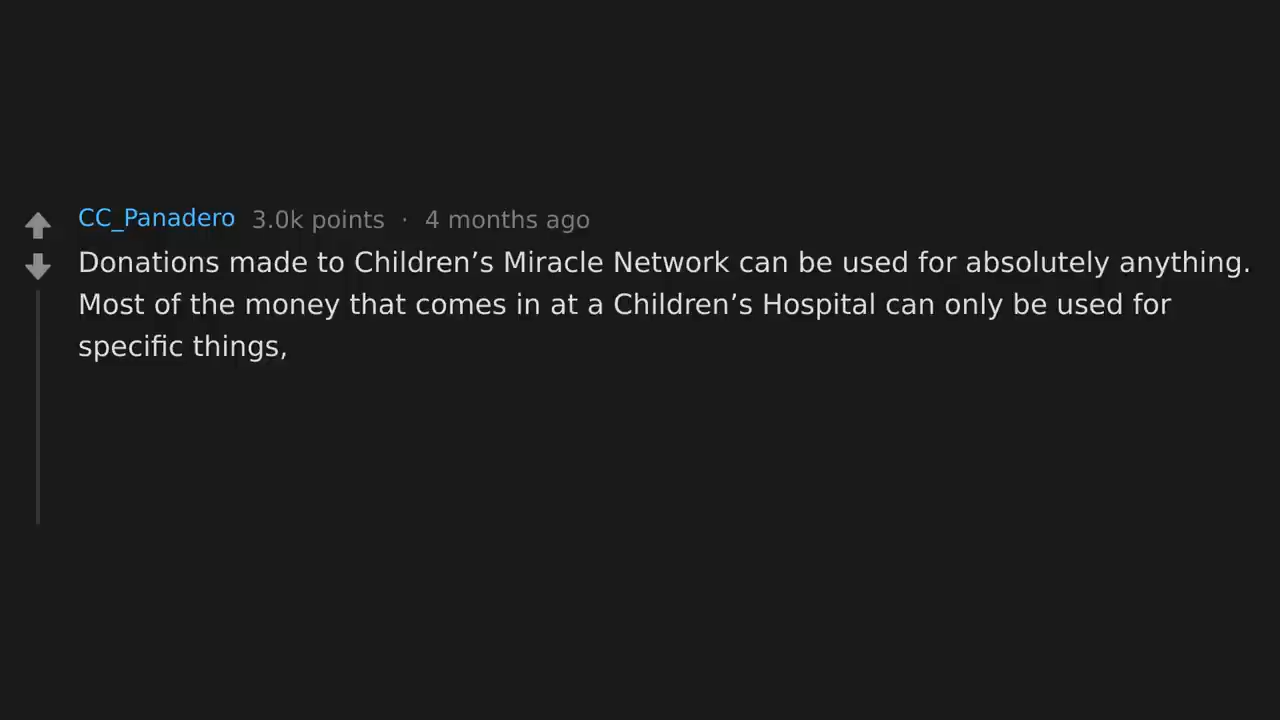 CC_Panadero 3.0k points · 4 months ago
Donations made to Children’s Miracle Network can be used for absolutely anything.
Most of the money that comes in at a Children’s Hospital can only be used for
specific things,